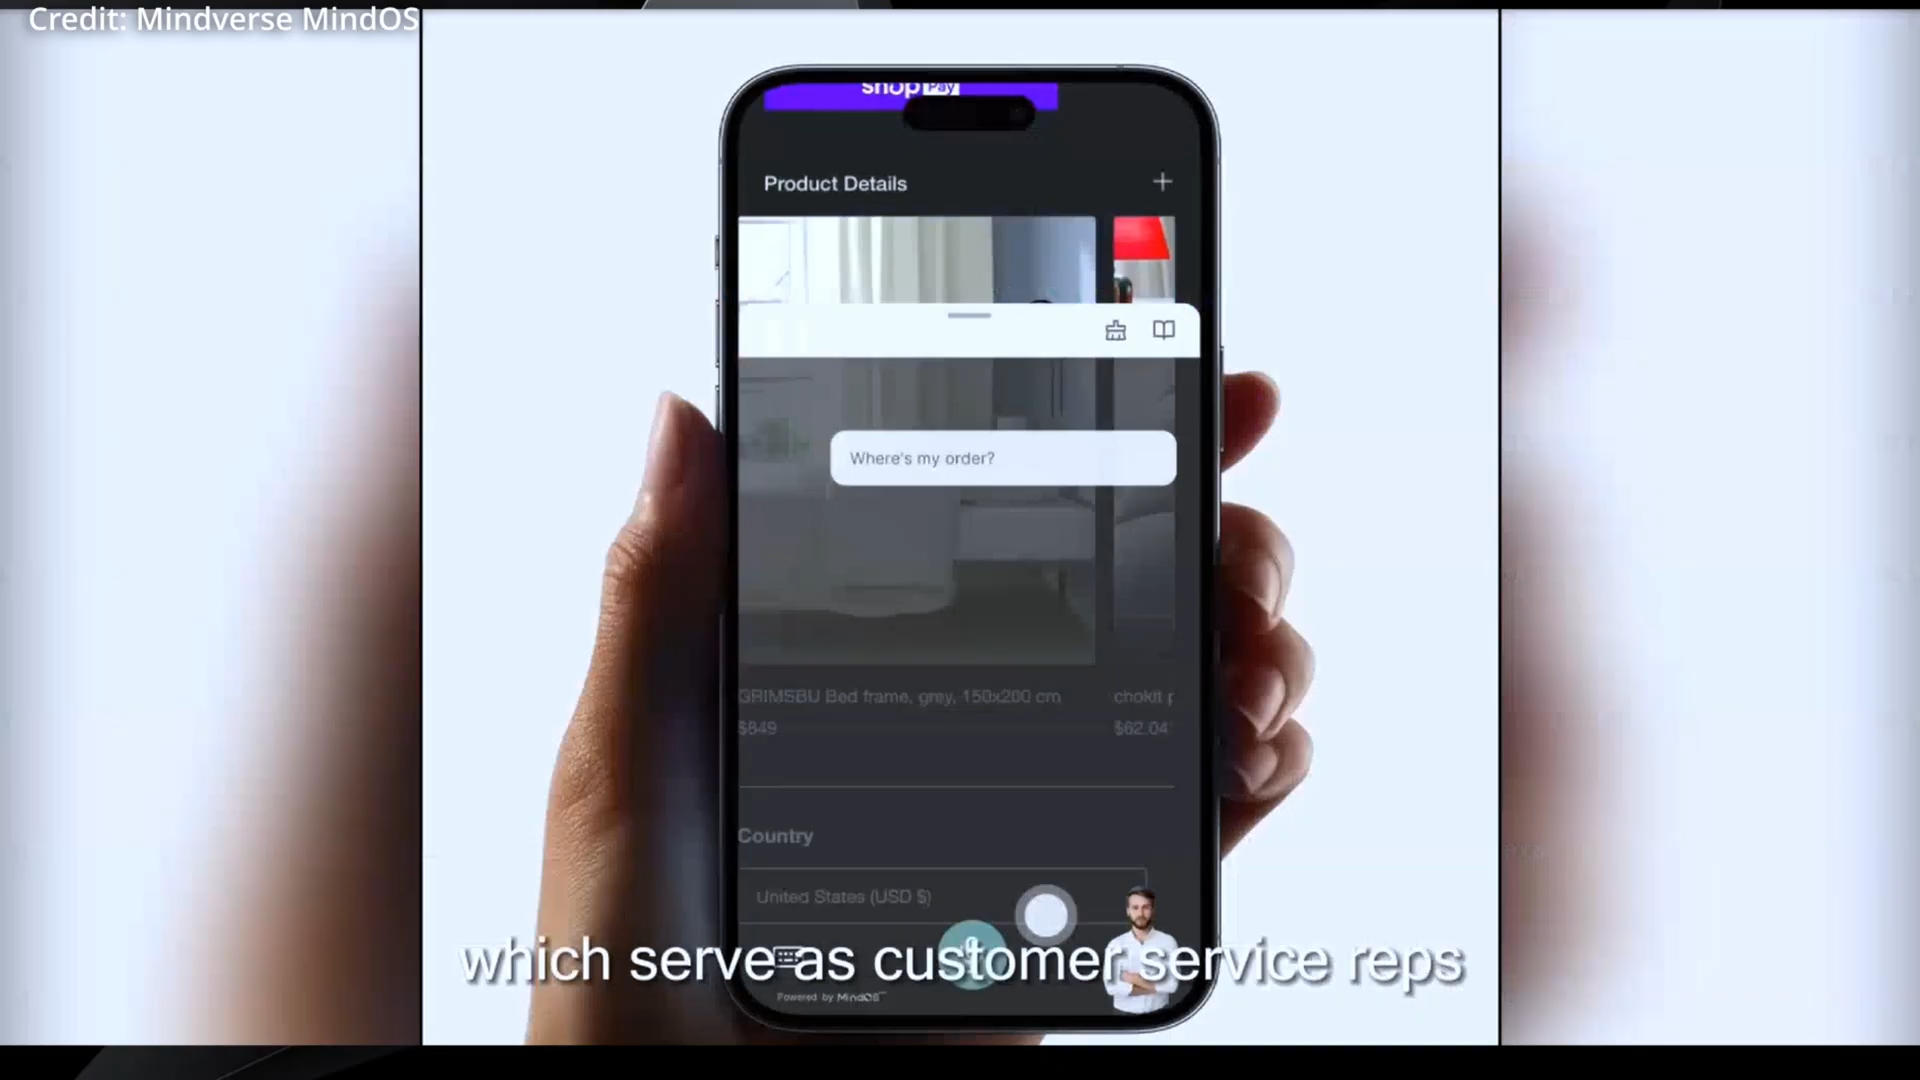 Credit: Mindverse MindOS
shop Pay
Product Details
Where's my order?
GRIMSBU Bed frame, grey, 150x200 cm
$849
chokit
$62.04
Country
United States (USD $)
which serve as customer service reps
Powered by MindOS